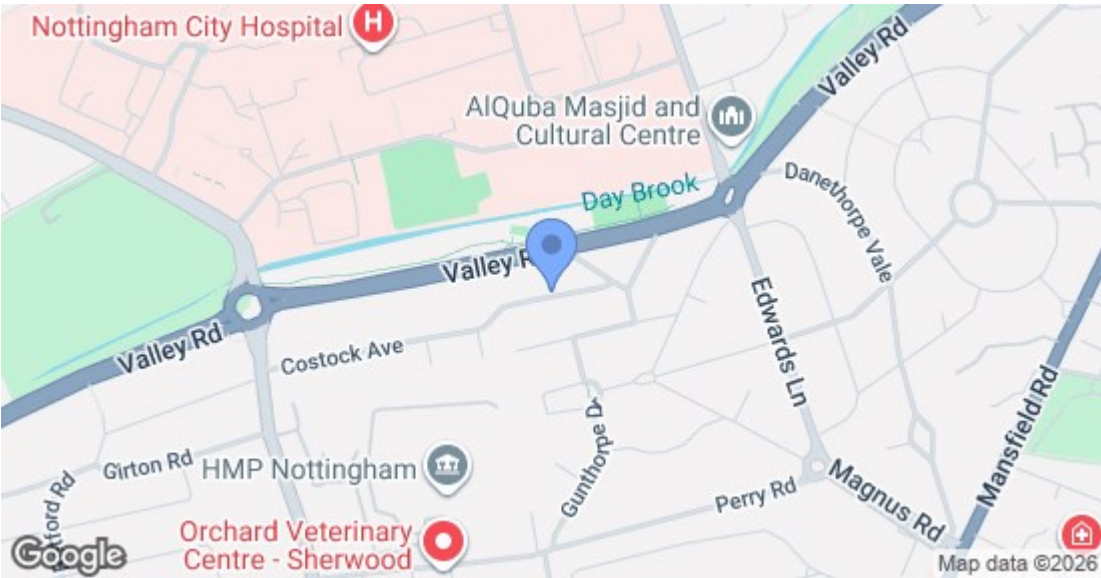 Nottingham City Hospital
H
Valley Rd
AlQuba Masjid and
Cultural Centre
Day Brook
Danethorpe Vale
Valley
Edwards Ln
Valley Rd
Costock Ave
Mansfield Rd
Gunthorpe Dr
Girton Rd
HMP Nottingham
Magnus Rd
Perry Rd
Orchard Veterinary
Centre - Sherwood
Rd
Google
Map data ©2026